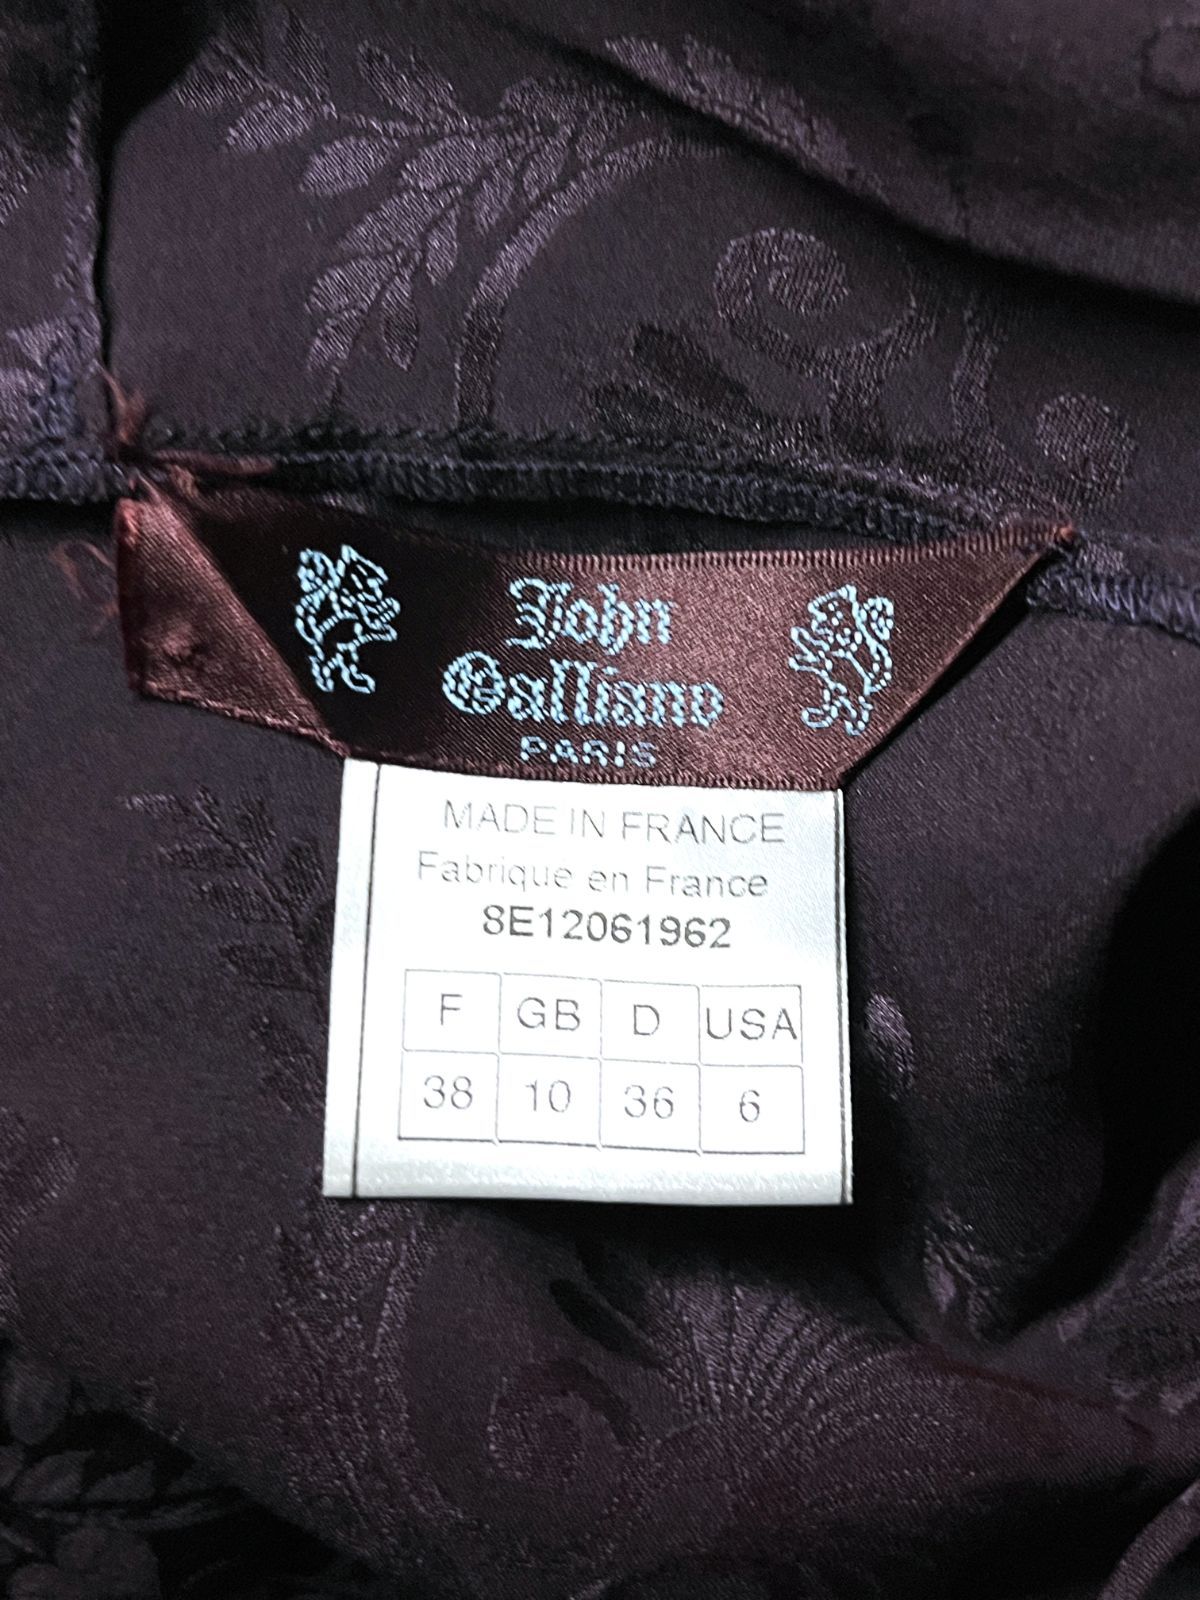 John
Galliano
PARIS
MADE IN FRANCE
Fabrique en France
8E12061962
F GB D USA
38 10 36 6